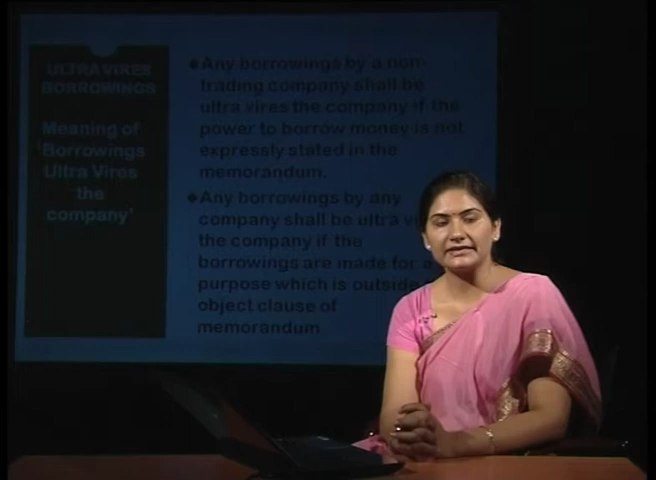 ULTRAVIRES
BORROWINGS
Meaning of
'Borrowings
Ultra Vires
the
company'
Any borrowings by a non-
trading company shall be
ultra vires the company if the
power to borrow money is not
expressly stated in the
memorandum.
Any borrowings by any
company shall be ultra
the company if the
borrowings are made for
purpose which is outside
object clause of
memorandum